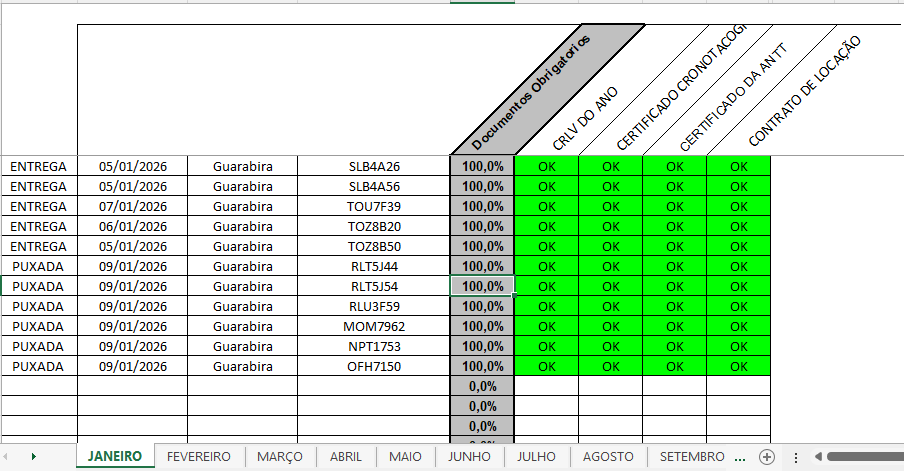 Documentos Obrigatorios
CRLV DO ANO
CERTIFICADO CRONOTACOGR
CERTIFICADO DA ANTT
CONTRATO DE LOCAÇÃO
ENTREGA 05/01/2026 Guarabira SLB4A26 100,0% OK OK OK OK
ENTREGA 05/01/2026 Guarabira SLB4A56 100,0% OK OK OK OK
ENTREGA 07/01/2026 Guarabira TOU7F39 100,0% OK OK OK OK
ENTREGA 06/01/2026 Guarabira TOZ8B20 100,0% OK OK OK OK
ENTREGA 05/01/2026 Guarabira TOZ8B50 100,0% OK OK OK OK
PUXADA 09/01/2026 Guarabira RLT5J44 100,0% OK OK OK OK
PUXADA 09/01/2026 Guarabira RLT5J54 100,0% OK OK OK OK
PUXADA 09/01/2026 Guarabira RLU3F59 100,0% OK OK OK OK
PUXADA 09/01/2026 Guarabira MOM7962 100,0% OK OK OK OK
PUXADA 09/01/2026 Guarabira NPT1753 100,0% OK OK OK OK
PUXADA 09/01/2026 Guarabira OFH7150 100,0% OK OK OK OK
0,0%
0,0%
0,0%
JANEIRO FEVEREIRO MARÇO ABRIL MAIO JUNHO JULHO AGOSTO SETEMBRO ...